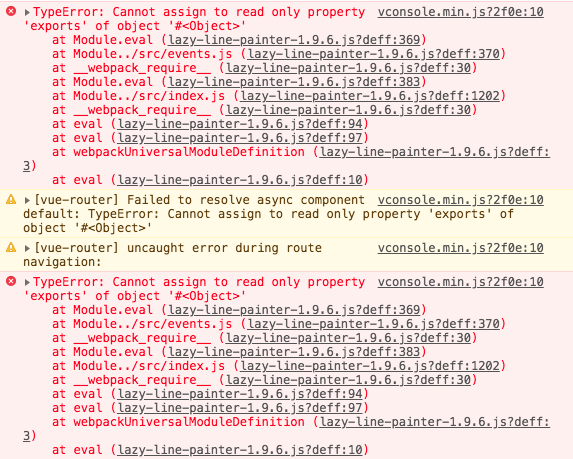 TypeError: Cannot assign to read only property vconsole.min.js?2f0e:10
'exports' of object '#<Object>'
at Module.eval (lazy-line-painter-1.9.6.js?deff:369)
at Module../src/events.js (lazy-line-painter-1.9.6.js?deff:370)
at __webpack_require__ (lazy-line-painter-1.9.6.js?deff:30)
at Module.eval (lazy-line-painter-1.9.6.js?deff:383)
at Module../src/index.js (lazy-line-painter-1.9.6.js?deff:1202)
at __webpack_require__ (lazy-line-painter-1.9.6.js?deff:30)
at eval (lazy-line-painter-1.9.6.js?deff:94)
at eval (lazy-line-painter-1.9.6.js?deff:97)
at webpackUniversalModuleDefinition (lazy-line-painter-1.9.6.js?deff:
3)
at eval (lazy-line-painter-1.9.6.js?deff:10)
[vue-router] Failed to resolve async component vconsole.min.js?2f0e:10
default: TypeError: Cannot assign to read only property 'exports' of
object '#<Object>'
[vue-router] uncaught error during route vconsole.min.js?2f0e:10
navigation:
TypeError: Cannot assign to read only property vconsole.min.js?2f0e:10
'exports' of object '#<Object>'
at Module.eval (lazy-line-painter-1.9.6.js?deff:369)
at Module../src/events.js (lazy-line-painter-1.9.6.js?deff:370)
at __webpack_require__ (lazy-line-painter-1.9.6.js?deff:30)
at Module.eval (lazy-line-painter-1.9.6.js?deff:383)
at Module../src/index.js (lazy-line-painter-1.9.6.js?deff:1202)
at __webpack_require__ (lazy-line-painter-1.9.6.js?deff:30)
at eval (lazy-line-painter-1.9.6.js?deff:94)
at eval (lazy-line-painter-1.9.6.js?deff:97)
at webpackUniversalModuleDefinition (lazy-line-painter-1.9.6.js?deff:
3)
at eval (lazy-line-painter-1.9.6.js?deff:10)